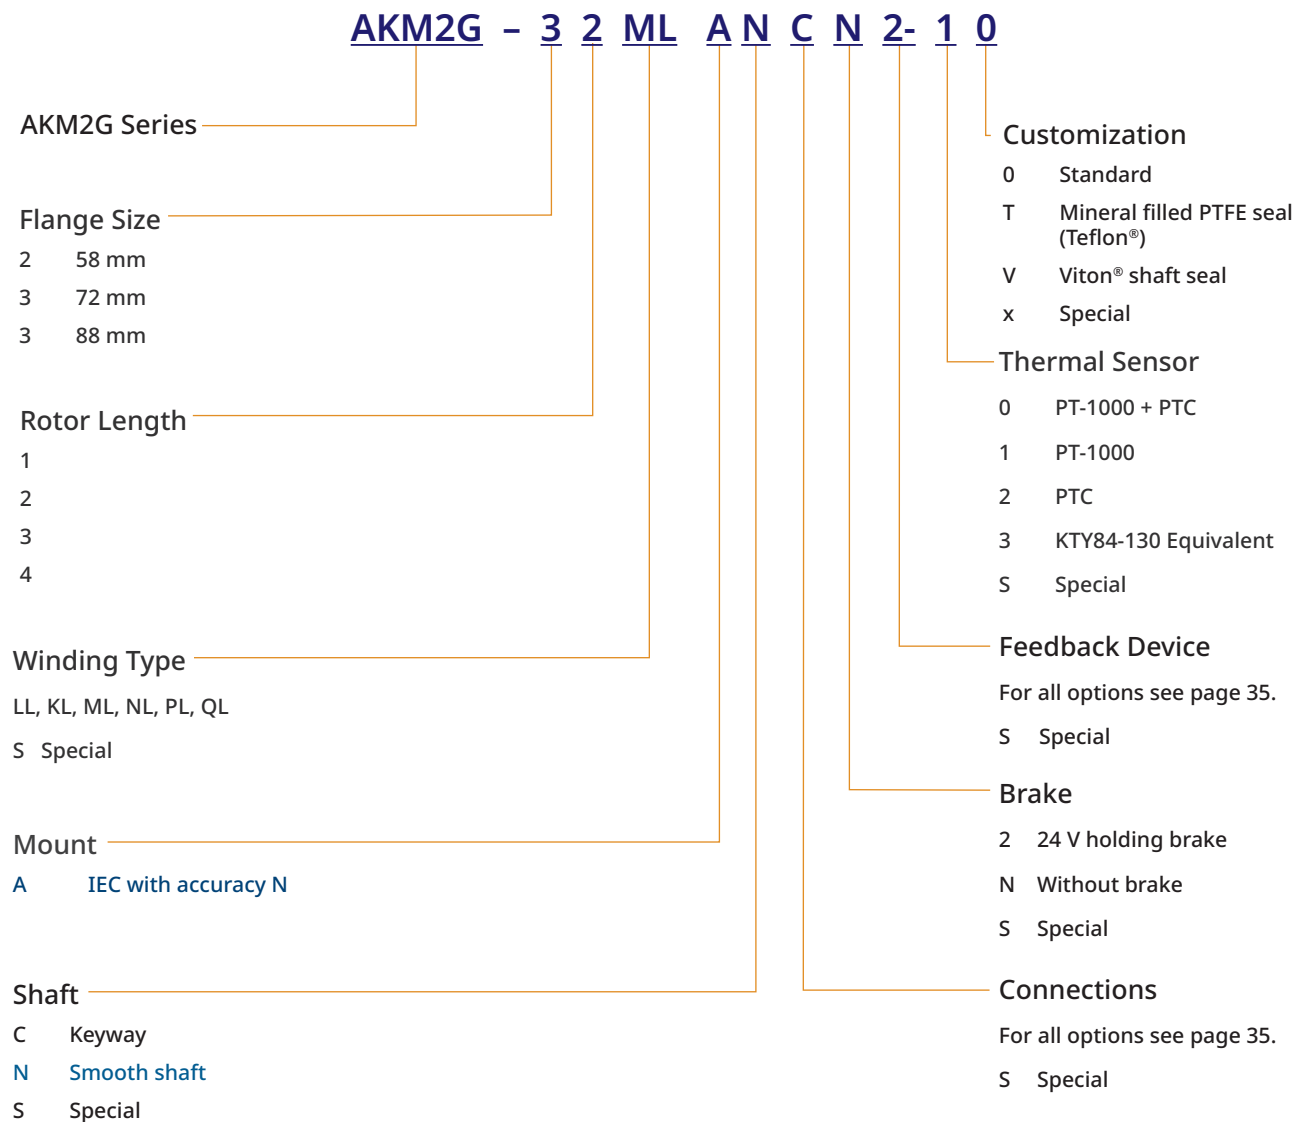 AKM2G – 3 2 ML A N C N 2- 1 0
AKM2G Series
Flange Size
2 58 mm
3 72 mm
3 88 mm
Rotor Length
1
2
3
4
Winding Type
LL, KL, ML, NL, PL, QL
S Special
Mount
A IEC with accuracy N
Shaft
C Keyway
N Smooth shaft
S Special
Customization
0 Standard
T Mineral filled PTFE seal
(Teflon®)
V Viton® shaft seal
x Special
Thermal Sensor
0 PT-1000 + PTC
1 PT-1000
2 PTC
3 KTY84-130 Equivalent
S Special
Feedback Device
For all options see page 35.
S Special
Brake
2 24 V holding brake
N Without brake
S Special
Connections
For all options see page 35.
S Special